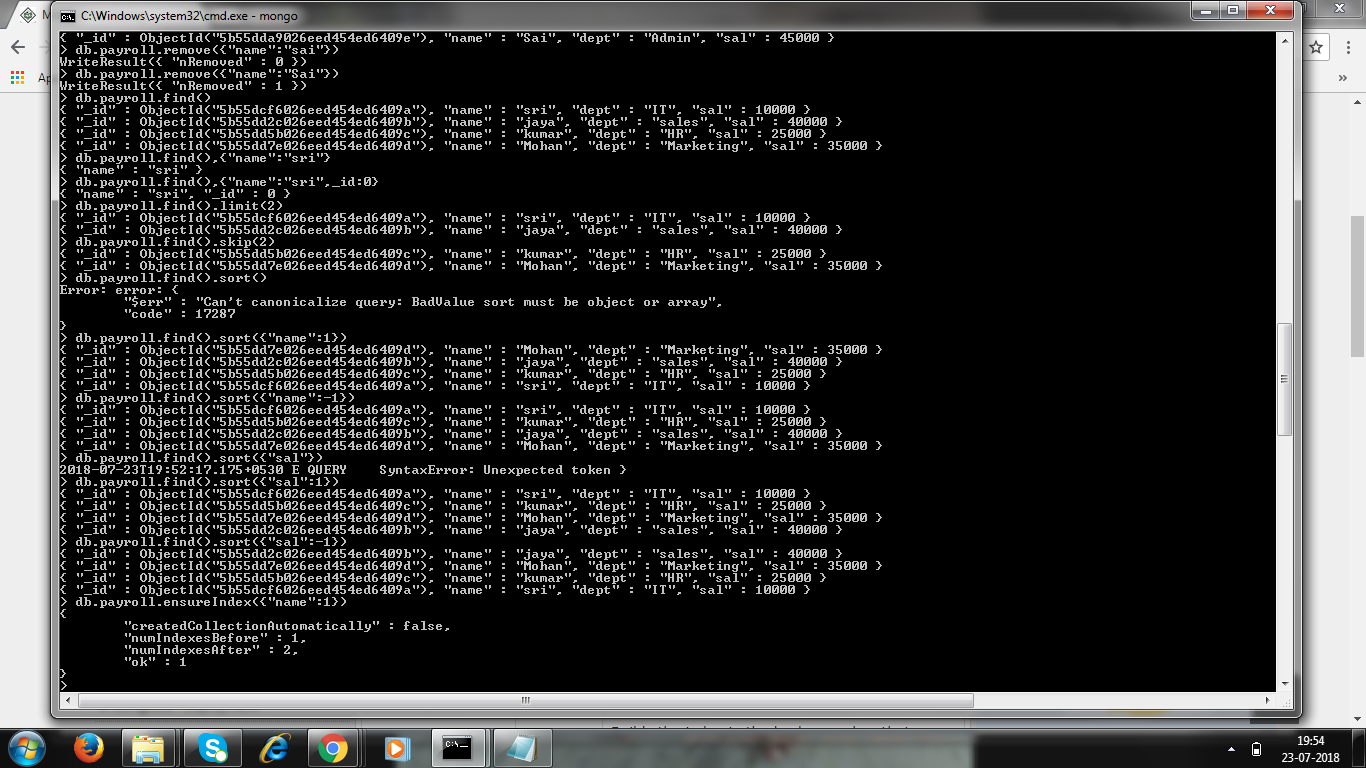 C:\Windows\system32\cmd.exe - mongo
{ "_id" : ObjectId("5b55dda9026eed454ed6409e"), "name" : "Sai", "dept" : "Admin", "sal" : 45000 }
> db.payroll.remove({"name":"sai"})
WriteResult({ "nRemoved" : 0 })
> db.payroll.remove({"name":"Sai"})
WriteResult({ "nRemoved" : 1 })
> db.payroll.find()
{ "_id" : ObjectId("5b55dcf6026eed454ed6409a"), "name" : "sri", "dept" : "IT", "sal" : 10000 }
{ "_id" : ObjectId("5b55dd2c026eed454ed6409b"), "name" : "jaya", "dept" : "sales", "sal" : 40000 }
{ "_id" : ObjectId("5b55dd5b026eed454ed6409c"), "name" : "kumar", "dept" : "HR", "sal" : 25000 }
{ "_id" : ObjectId("5b55dd7e026eed454ed6409d"), "name" : "Mohan", "dept" : "Marketing", "sal" : 35000 }
> db.payroll.find(),{"name":"sri"}
{ "name" : "sri" }
> db.payroll.find(),{"name":"sri",_id:0}
{ "name" : "sri", "_id" : 0 }
> db.payroll.find().limit(2)
{ "_id" : ObjectId("5b55dcf6026eed454ed6409a"), "name" : "sri", "dept" : "IT", "sal" : 10000 }
{ "_id" : ObjectId("5b55dd2c026eed454ed6409b"), "name" : "jaya", "dept" : "sales", "sal" : 40000 }
> db.payroll.find().skip(2)
{ "_id" : ObjectId("5b55dd5b026eed454ed6409c"), "name" : "kumar", "dept" : "HR", "sal" : 25000 }
{ "_id" : ObjectId("5b55dd7e026eed454ed6409d"), "name" : "Mohan", "dept" : "Marketing", "sal" : 35000 }
> db.payroll.find().sort()
Error: error: {
"$err" : "Can't canonicalize query: BadValue sort must be object or array",
"code" : 17287
}
> db.payroll.find().sort({"name":1})
{ "_id" : ObjectId("5b55dd7e026eed454ed6409d"), "name" : "Mohan", "dept" : "Marketing", "sal" : 35000 }
{ "_id" : ObjectId("5b55dd2c026eed454ed6409b"), "name" : "jaya", "dept" : "sales", "sal" : 40000 }
{ "_id" : ObjectId("5b55dd5b026eed454ed6409c"), "name" : "kumar", "dept" : "HR", "sal" : 25000 }
{ "_id" : ObjectId("5b55dcf6026eed454ed6409a"), "name" : "sri", "dept" : "IT", "sal" : 10000 }
> db.payroll.find().sort({"name":-1})
{ "_id" : ObjectId("5b55dcf6026eed454ed6409a"), "name" : "sri", "dept" : "IT", "sal" : 10000 }
{ "_id" : ObjectId("5b55dd5b026eed454ed6409c"), "name" : "kumar", "dept" : "HR", "sal" : 25000 }
{ "_id" : ObjectId("5b55dd2c026eed454ed6409b"), "name" : "jaya", "dept" : "sales", "sal" : 40000 }
{ "_id" : ObjectId("5b55dd7e026eed454ed6409d"), "name" : "Mohan", "dept" : "Marketing", "sal" : 35000 }
> db.payroll.find().sort({"sal"})
2018-07-23T19:52:17.175+0530 E QUERY    SyntaxError: Unexpected token }
> db.payroll.find().sort({"sal":1})
{ "_id" : ObjectId("5b55dcf6026eed454ed6409a"), "name" : "sri", "dept" : "IT", "sal" : 10000 }
{ "_id" : ObjectId("5b55dd5b026eed454ed6409c"), "name" : "kumar", "dept" : "HR", "sal" : 25000 }
{ "_id" : ObjectId("5b55dd7e026eed454ed6409d"), "name" : "Mohan", "dept" : "Marketing", "sal" : 35000 }
{ "_id" : ObjectId("5b55dd2c026eed454ed6409b"), "name" : "jaya", "dept" : "sales", "sal" : 40000 }
> db.payroll.find().sort({"sal":-1})
{ "_id" : ObjectId("5b55dd2c026eed454ed6409b"), "name" : "jaya", "dept" : "sales", "sal" : 40000 }
{ "_id" : ObjectId("5b55dd7e026eed454ed6409d"), "name" : "Mohan", "dept" : "Marketing", "sal" : 35000 }
{ "_id" : ObjectId("5b55dd5b026eed454ed6409c"), "name" : "kumar", "dept" : "HR", "sal" : 25000 }
{ "_id" : ObjectId("5b55dcf6026eed454ed6409a"), "name" : "sri", "dept" : "IT", "sal" : 10000 }
> db.payroll.ensureIndex({"name":1})
{
"createdCollectionAutomatically" : false,
"numIndexesBefore" : 1,
"numIndexesAfter" : 2,
"ok" : 1
}
>
19:54
23-07-2018